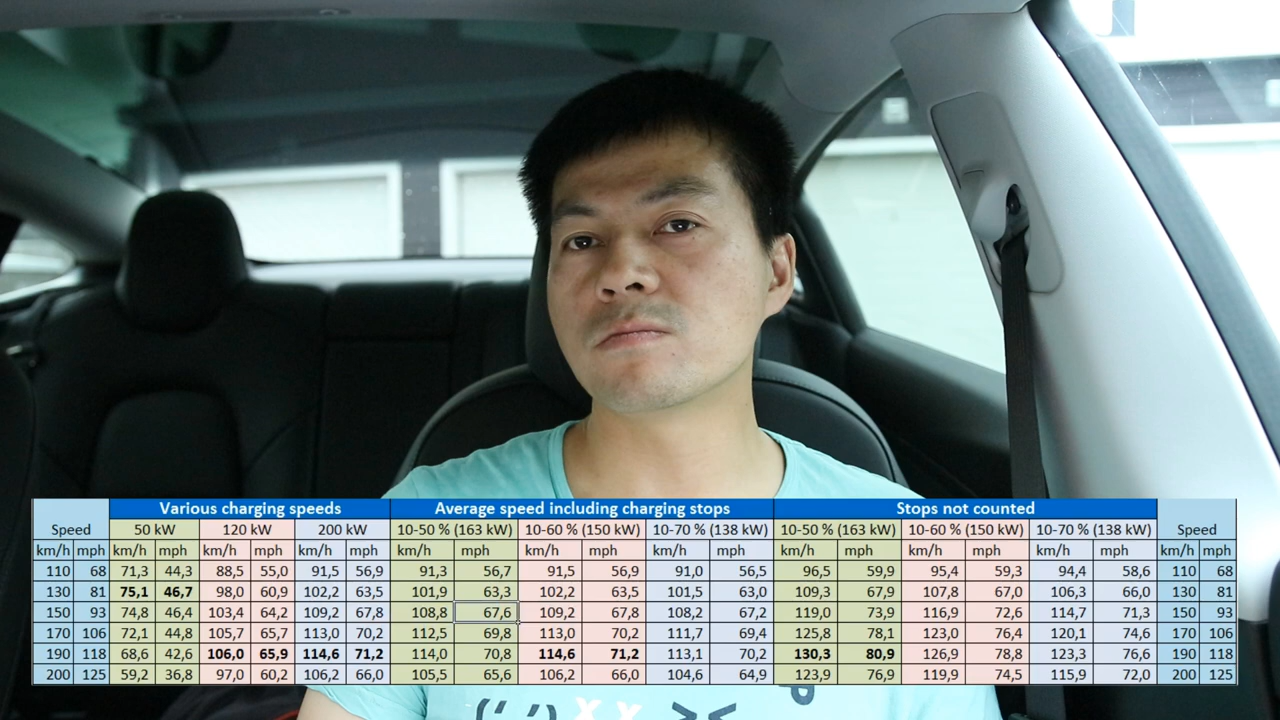 Various charging speeds Average speed including charging stops Stops not counted
Speed 50 kW 120 kW 200 kW 10-50 % (163 kW) 10-60 % (150 kW) 10-70 % (138 kW) 10-50 % (163 kW) 10-60 % (150 kW) 10-70 % (138 kW) Speed
km/h mph km/h mph km/h mph km/h mph km/h mph km/h mph km/h mph km/h mph km/h mph km/h mph km/h mph
110 68 71,3 44,3 88,5 55,0 91,5 56,9 91,3 56,7 91,5 56,9 91,0 56,5 96,5 59,9 95,4 59,3 94,4 58,6 110 68
130 81 75,1 46,7 98,0 60,9 102,2 63,5 101,9 63,3 102,2 63,5 101,5 63,0 109,3 67,9 107,8 67,0 106,3 66,0 130 81
150 93 74,8 46,4 103,4 64,2 109,2 67,8 108,8 67,6 109,2 67,8 108,2 67,2 119,0 73,9 116,9 72,6 114,7 71,3 150 93
170 106 72,1 44,8 105,7 65,7 113,0 70,2 112,5 69,8 113,0 70,2 111,7 69,4 125,8 78,1 123,0 76,4 120,1 74,6 170 106
190 118 68,6 42,6 106,0 65,9 114,6 71,2 114,0 70,8 114,6 71,2 113,1 70,2 130,3 80,9 126,9 78,8 123,3 76,6 190 118
200 125 59,2 36,8 97,0 60,2 106,2 66,0 105,5 65,6 106,2 66,0 104,6 64,9 123,9 76,9 119,9 74,5 115,9 72,0 200 125